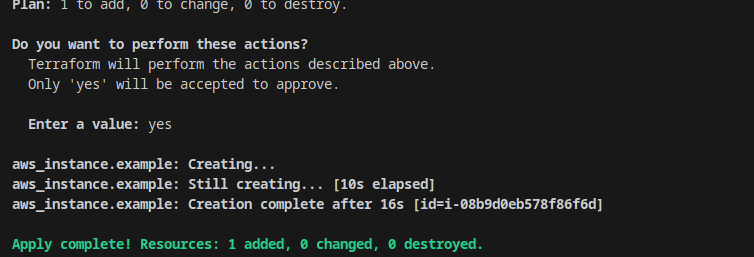 Plan: 1 to add, 0 to change, 0 to destroy.
Do you want to perform these actions?
Terraform will perform the actions described above.
Only 'yes' will be accepted to approve.
Enter a value: yes
aws_instance.example: Creating...
aws_instance.example: Still creating... [10s elapsed]
aws_instance.example: Creation complete after 16s [id=i-08b9d0eb578f86f6d]
Apply complete! Resources: 1 added, 0 changed, 0 destroyed.